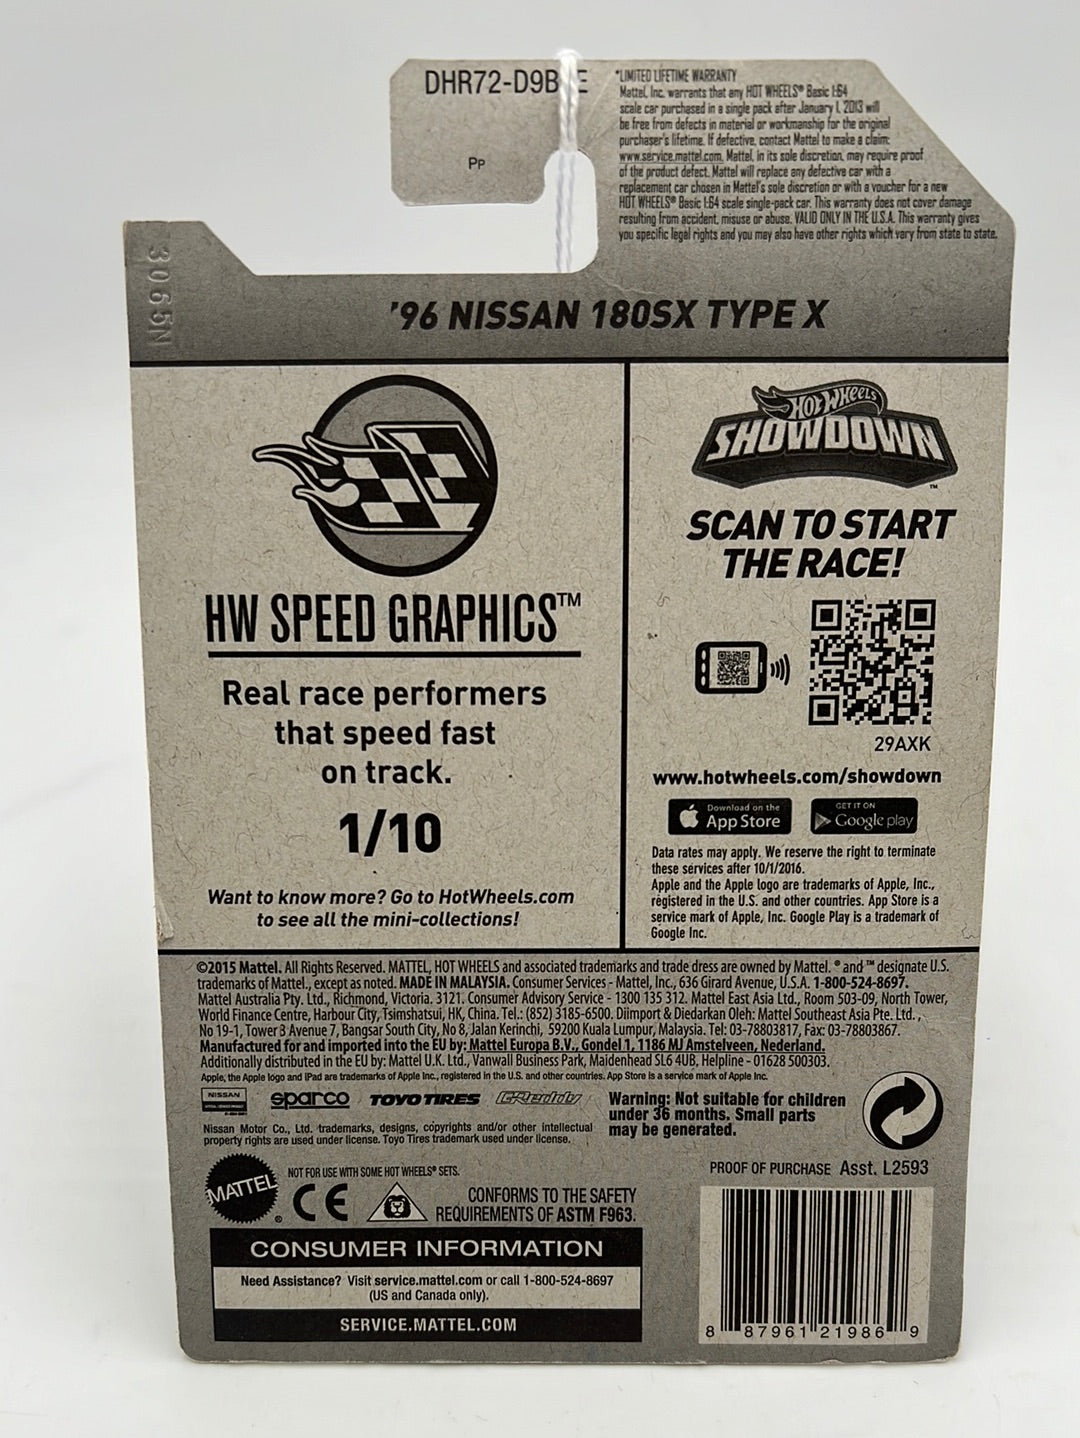 DHR72-D9B E
Pp
*LIMITED LIFETIME WARRANTY
Mattel, Inc. warrants that any HOT WHEELS® Basic 1:64
scale car purchased in a single pack after January 1, 2013 will
be free from defects in material or workmanship for the original
purchaser's lifetime. If defective, contact Mattel to make a claim:
www.service.mattel.com. Mattel, in its sole discretion, may require proof
of the product defect. Mattel will replace any defective car with a
replacement car chosen in Mattel's sole discretion or with a voucher for a new
HOT WHEELS® Basic 1:64 scale single-pack car. This warranty does not cover damage
resulting from accident, misuse or abuse. VALID ONLY IN THE U.S.A. This warranty gives
you specific legal rights and you may also have other rights which vary from state to state.
3065N
'96 NISSAN 180SX TYPE X
HW SPEED GRAPHICS™
Real race performers
that speed fast
on track.
1/10
Want to know more? Go to HotWheels.com
to see all the mini-collections!
HOT WHEELS
SHOWDOWN™
SCAN TO START
THE RACE!
29AXK
www.hotwheels.com/showdown
Download on the
App Store
GET IT ON
Google play
Data rates may apply. We reserve the right to terminate
these services after 10/1/2016.
Apple and the Apple logo are trademarks of Apple, Inc.,
registered in the U.S. and other countries. App Store is a
service mark of Apple, Inc. Google Play is a trademark of
Google Inc.
©2015 Mattel. All Rights Reserved. MATTEL, HOT WHEELS and associated trademarks and trade dress are owned by Mattel. ® and ™ designate U.S.
trademarks of Mattel., except as noted. MADE IN MALAYSIA. Consumer Services - Mattel, Inc., 636 Girard Avenue, U.S.A. 1-800-524-8697.
Mattel Australia Pty. Ltd., Richmond, Victoria. 3121. Consumer Advisory Service - 1300 135 312. Mattel East Asia Ltd., Room 503-09, North Tower,
World Finance Centre, Harbour City, Tsimshatsui, HK, China. Tel.: (852) 3185-6500. Diimport & Diedarkan Oleh: Mattel Southeast Asia Pte. Ltd.,
No 19-1, Tower 3 Avenue 7, Bangsar South City, No 8, Jalan Kerinchi, 59200 Kuala Lumpur, Malaysia. Tel: 03-78803817, Fax: 03-78803867.
Manufactured for and imported into the EU by: Mattel Europa B.V., Gondel 1, 1186 MJ Amstelveen, Nederland.
Additionally distributed in the EU by: Mattel U.K. Ltd., Vanwall Business Park, Maidenhead SL6 4UB. Helpline - 01628 500303.
Apple, the Apple logo and iPad are trademarks of Apple Inc., registered in the U.S. and other countries. App Store is a service mark of Apple Inc.
NISSAN
sparco
TOYO TIRES
GReddy
Nissan Motor Co., Ltd. trademarks, designs, copyrights and/or other intellectual
property rights are used under license. Toyo Tires trademark used under license.
Warning: Not suitable for children
under 36 months. Small parts
may be generated.
MATTEL®
NOT FOR USE WITH SOME HOT WHEELS® SETS.
CE
CONFORMS TO THE SAFETY
REQUIREMENTS OF ASTM F963.
PROOF OF PURCHASE Asst. L2593
CONSUMER INFORMATION
Need Assistance? Visit service.mattel.com or call 1-800-524-8697
(US and Canada only).
SERVICE.MATTEL.COM
8 87961 21986 9